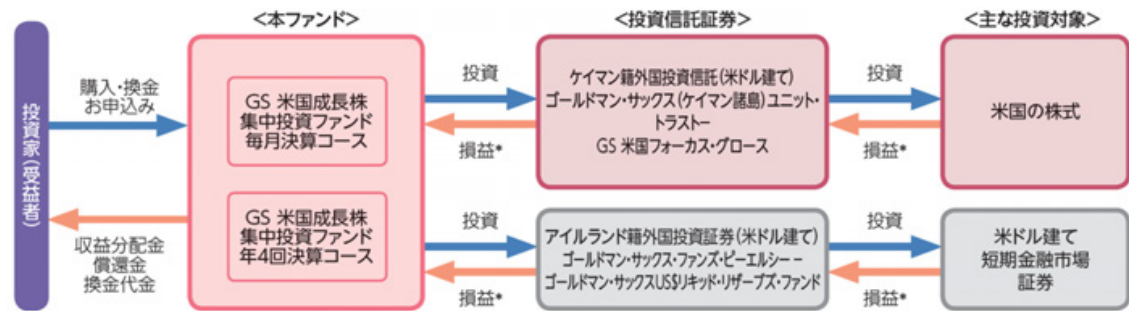 <本ファンド>
<投資信託証券>
<主な投資対象>
投資家(受益者)
購入・換金
お申込み
収益分配金
償還金
換金代金
GS 米国成長株
集中投資ファンド
毎月決算コース
GS 米国成長株
集中投資ファンド
年4回決算コース
投資
損益*
ケイマン籍外国投資信託(米ドル建て)
ゴールドマン・サックス(ケイマン諸島)ユニット・
トラストー
GS 米国フォーカス・グロース
投資
損益*
米国の株式
投資
損益*
アイルランド籍外国投資証券(米ドル建て)
ゴールドマン・サックス・ファンズ・ピーエルシー −
ゴールドマン・サックスUS$リキッド・リザーブズ・ファンド
投資
損益*
米ドル建て
短期金融市場
証券